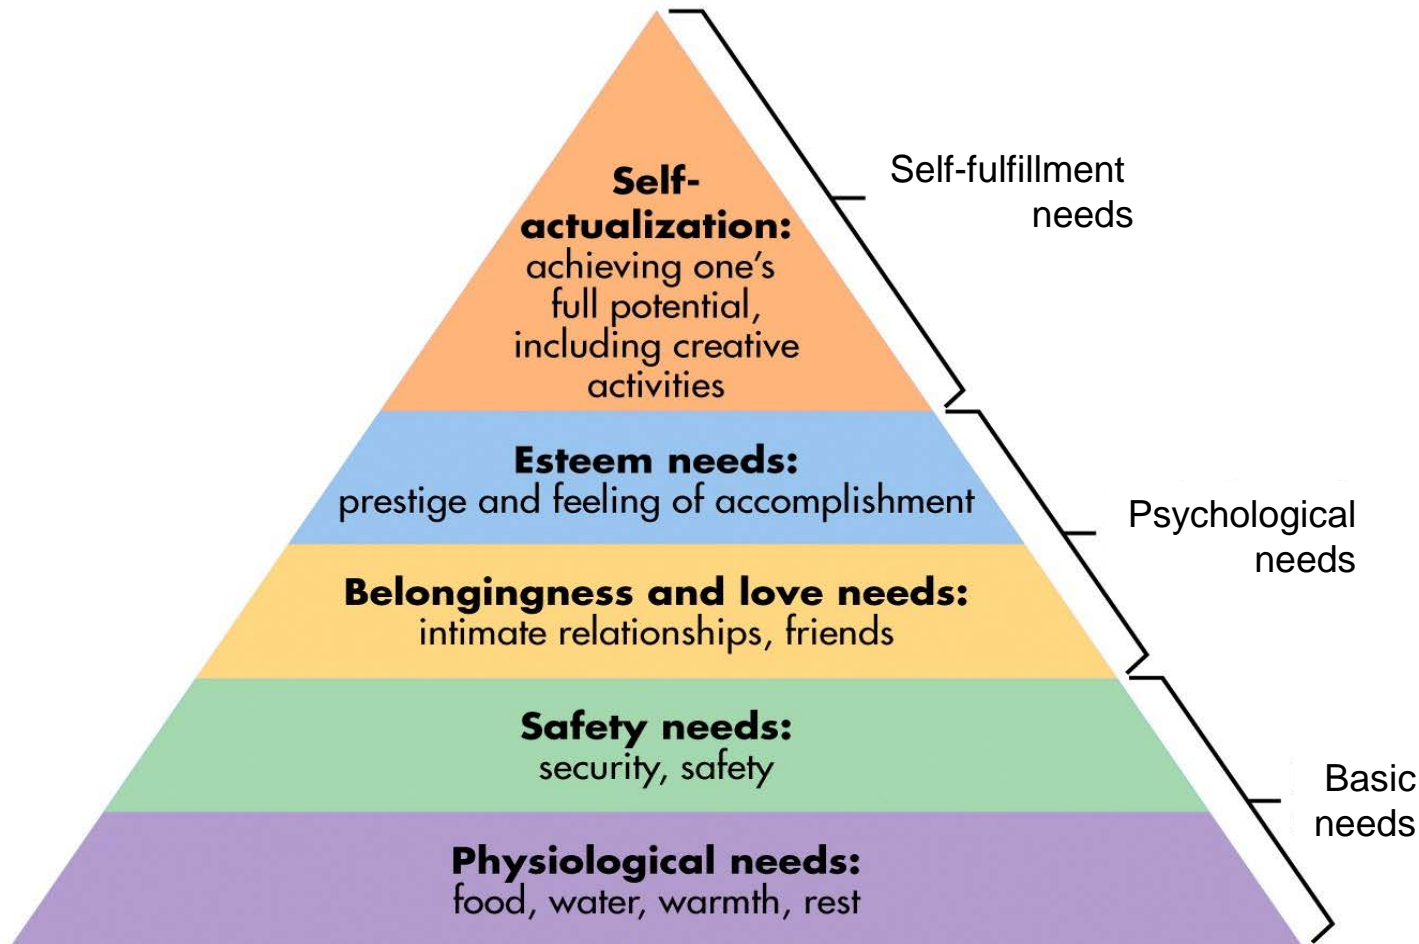 Self-
actualization:
achieving one's
full potential,
including creative
activities
Self-fulfillment
needs
Esteem needs:
prestige and feeling of accomplishment
Belongingness and love needs:
intimate relationships, friends
Psychological
needs
Safety needs:
security, safety
Physiological needs:
food, water, warmth, rest
Basic
needs